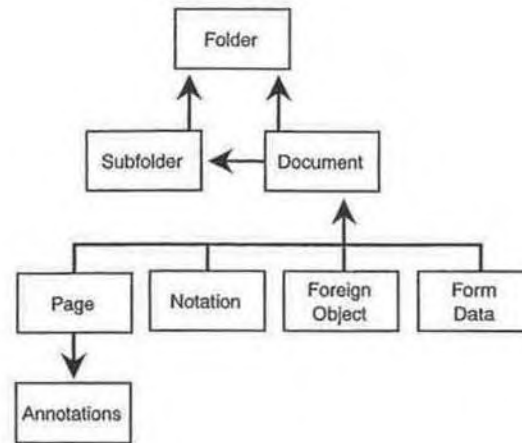 Folder
Subfolder
Document
Page
Notation
Foreign
Object
Form
Data
Annotations